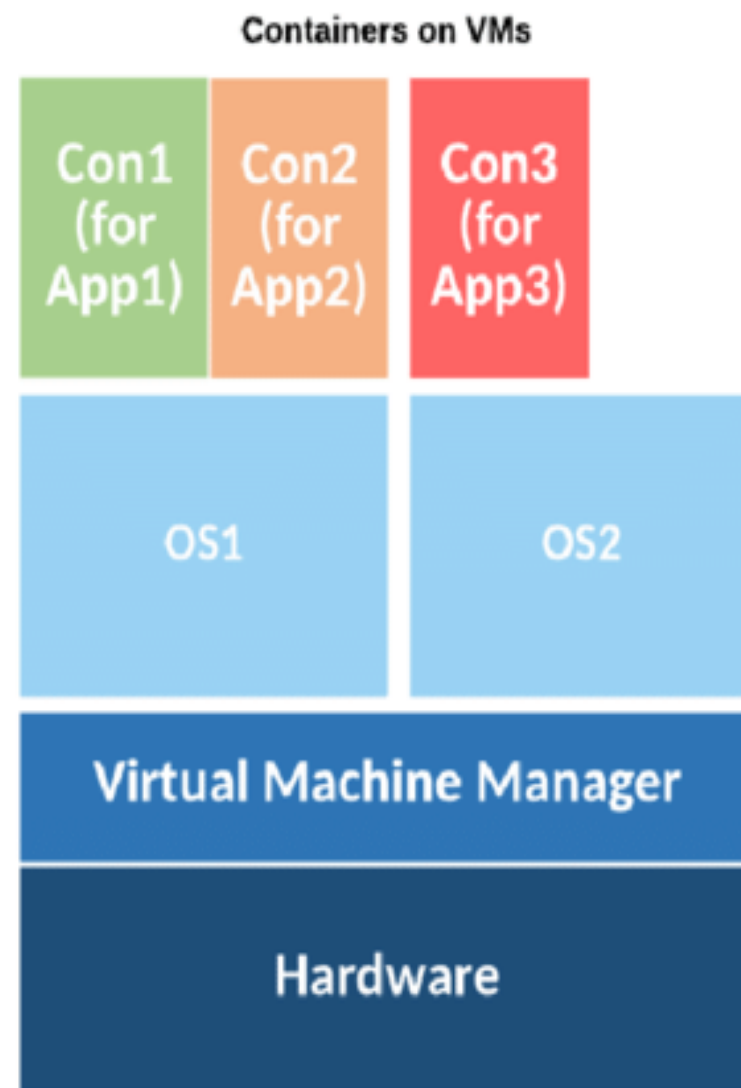 Containers on VMs
Con1
(for
App1)
Con2
(for
App2)
Con3
(for
App3)
OS1
OS2
Virtual Machine Manager
Hardware